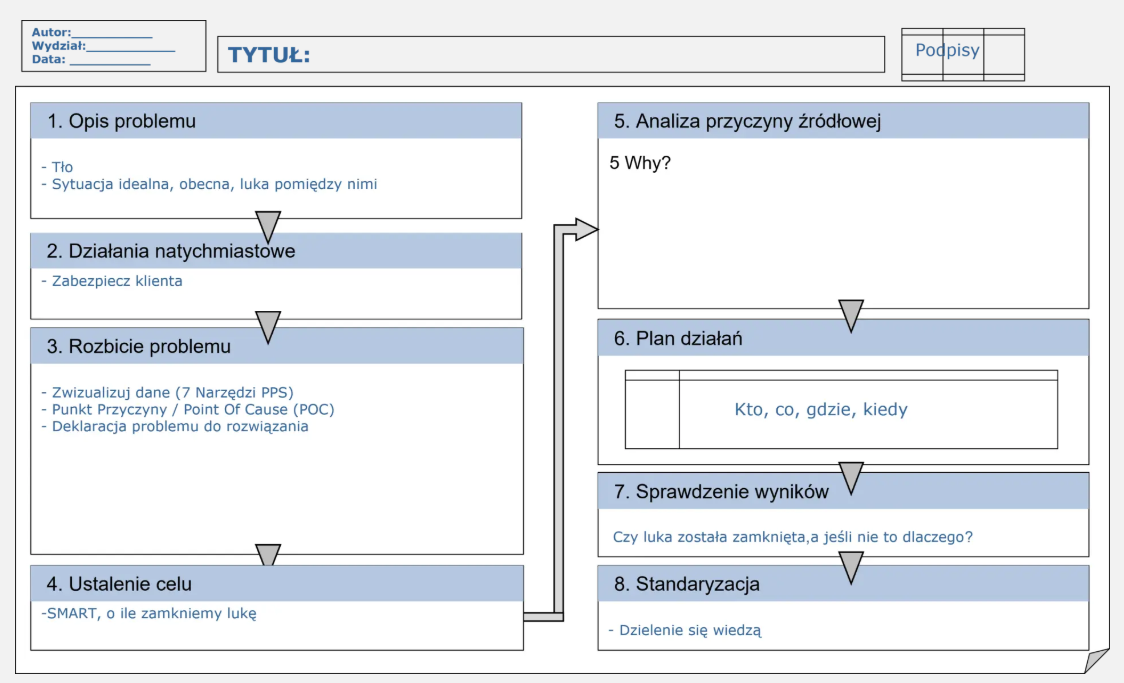 Autor:____________
Wydział:_____________
Data: ____________
TYTUŁ:
Podpisy
1. Opis problemu
- Tło
- Sytuacja idealna, obecna, luka pomiędzy nimi
2. Działania natychmiastowe
- Zabezpiecz klienta
3. Rozbicie problemu
- Zwizualizuj dane (7 Narzędzi PPS)
- Punkt Przyczyny / Point Of Cause (POC)
- Deklaracja problemu do rozwiązania
4. Ustalenie celu
-SMART, o ile zamkniemy lukę
5. Analiza przyczyny źródłowej
5 Why?
6. Plan działań
Kto, co, gdzie, kiedy
7. Sprawdzenie wyników
Czy luka została zamknięta,a jeśli nie to dlaczego?
8. Standaryzacja
- Dzielenie się wiedzą